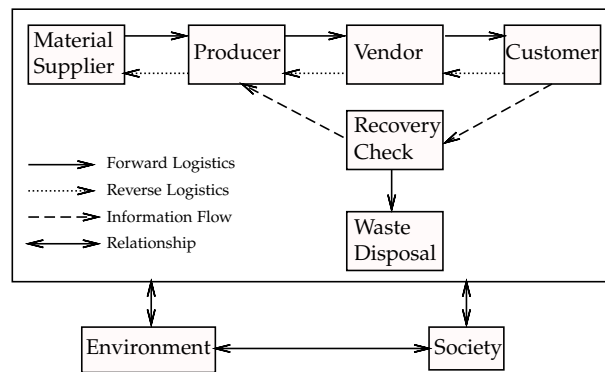 Material
Supplier
Producer
Vendor
Customer
Recovery
Check
Forward Logistics
Reverse Logistics
Information Flow
Relationship
Waste
Disposal
Environment
Society